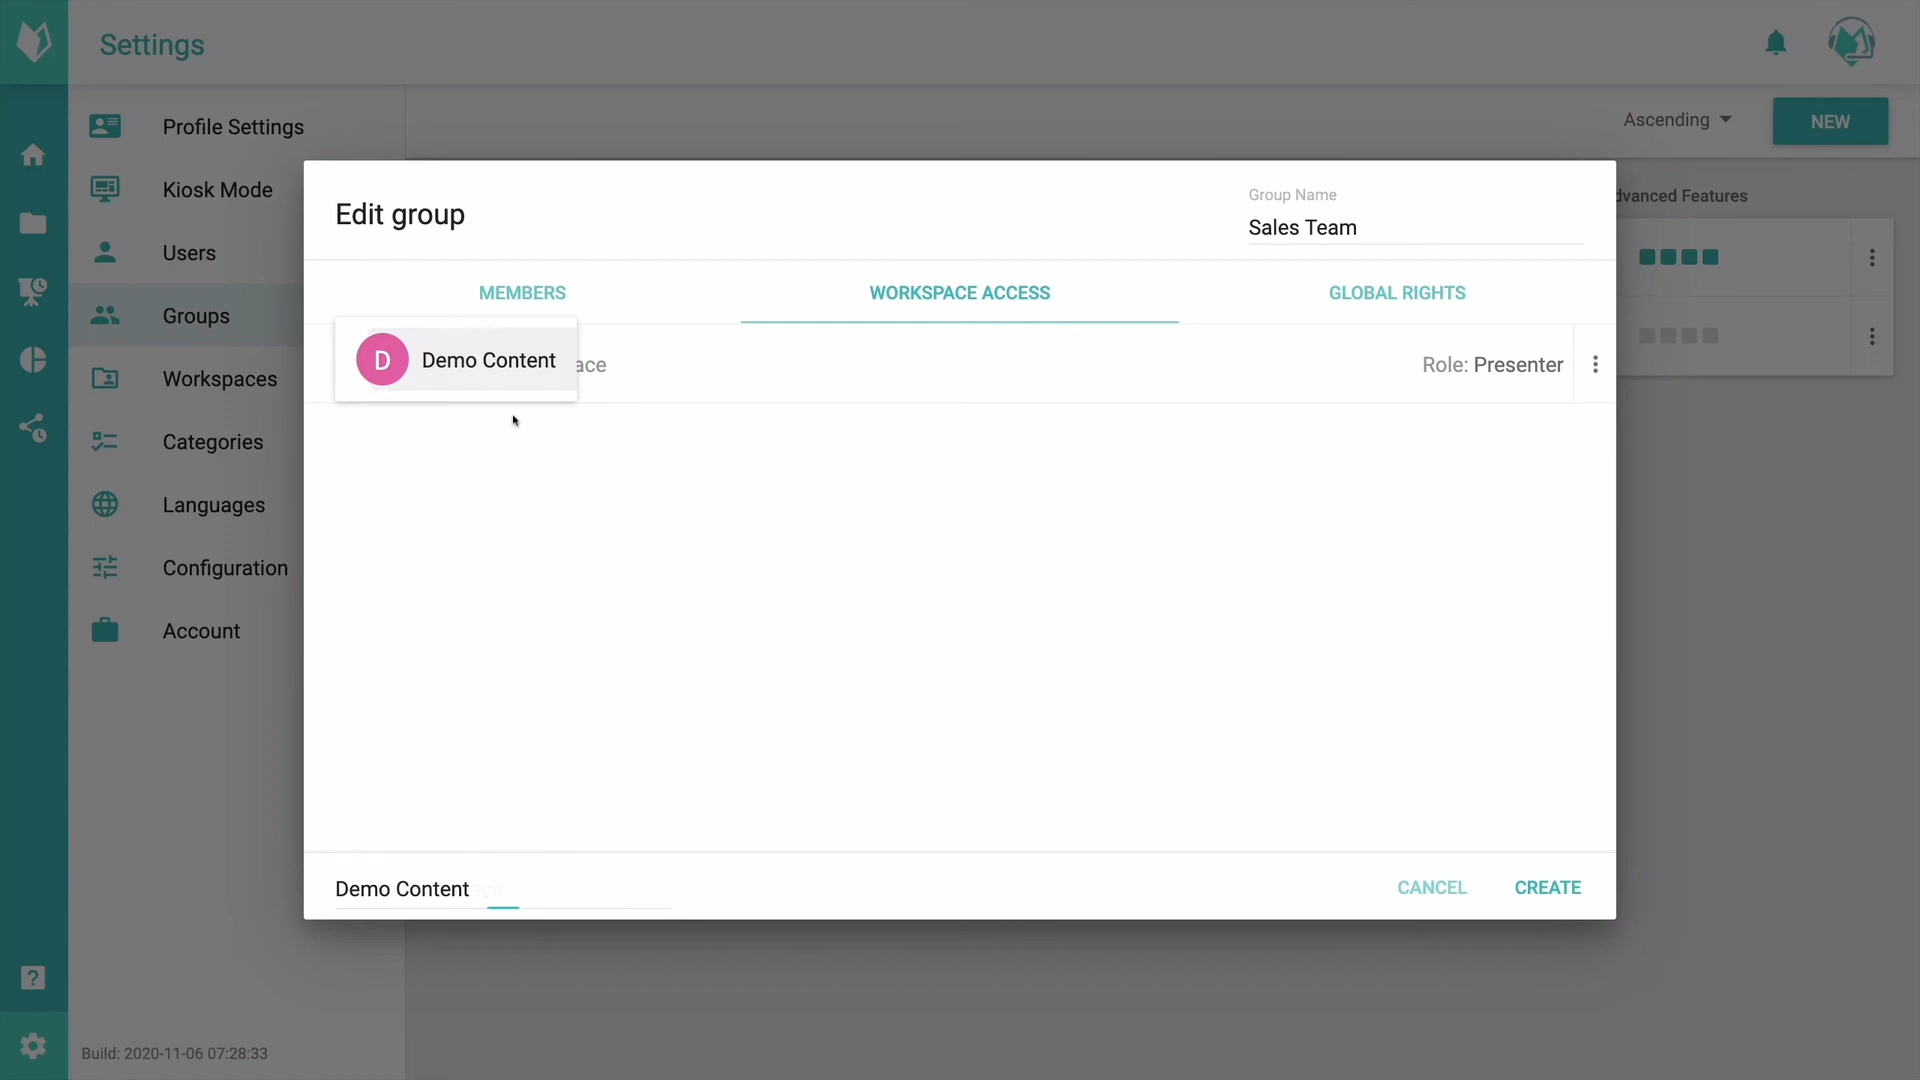 Settings
Ascending
NEW
Profile Settings
Kiosk Mode
Users
Groups
Workspaces
Categories
Languages
Configuration
Account
Build: 2020-11-06 07:28:33
dvanced Features
Edit group
Group Name
Sales Team
MEMBERS
WORKSPACE ACCESS
GLOBAL RIGHTS
D
Demo Content
ace
Role: Presenter
Demo Content
CANCEL
CREATE
?